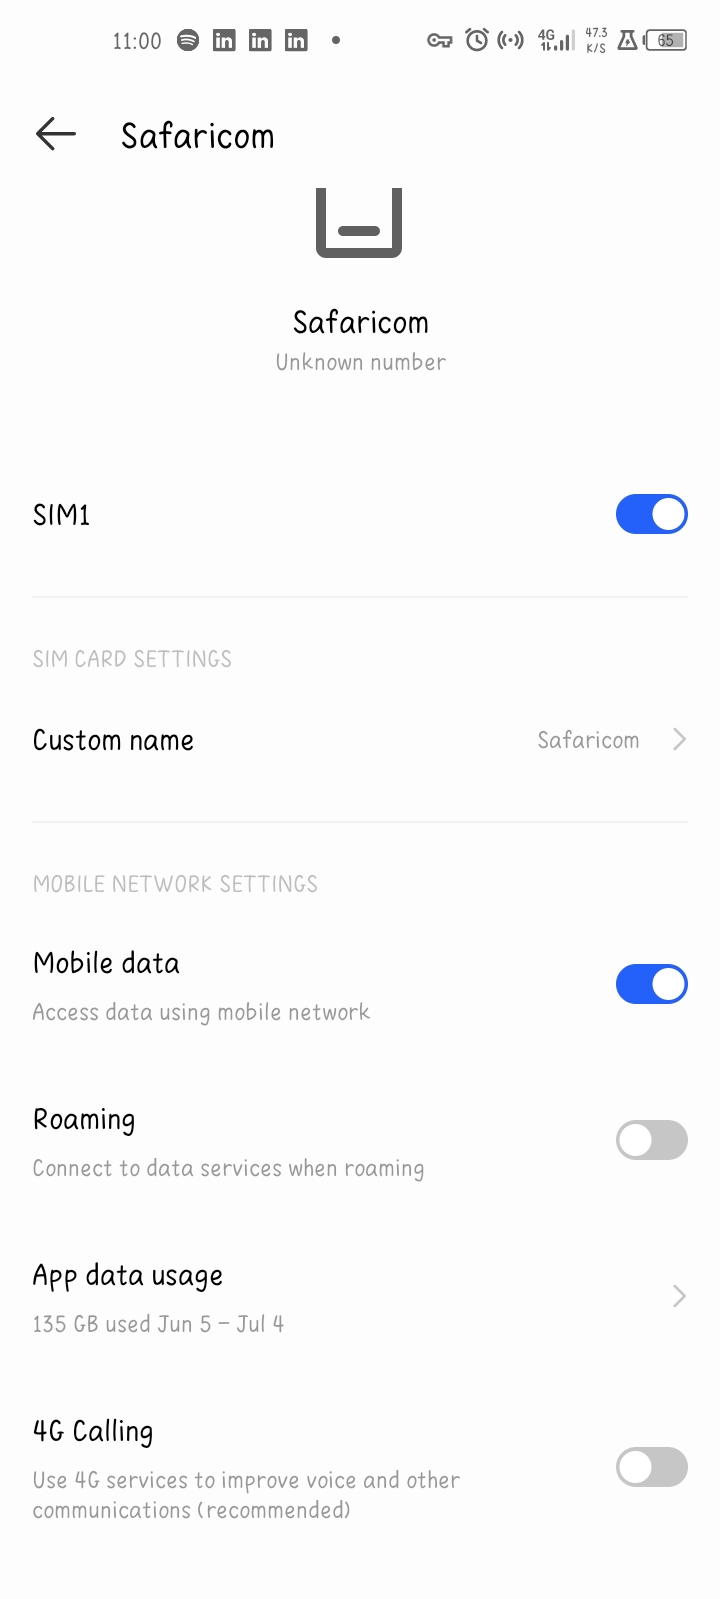 11:00 4G 47.3 K/S 65
Safaricom
Safaricom
Unknown number
SIM1
SIM CARD SETTINGS
Custom name Safaricom
MOBILE NETWORK SETTINGS
Mobile data
Access data using mobile network
Roaming
Connect to data services when roaming
App data usage
135 GB used Jun 5 – Jul 4
4G Calling
Use 4G services to improve voice and other
communications (recommended)